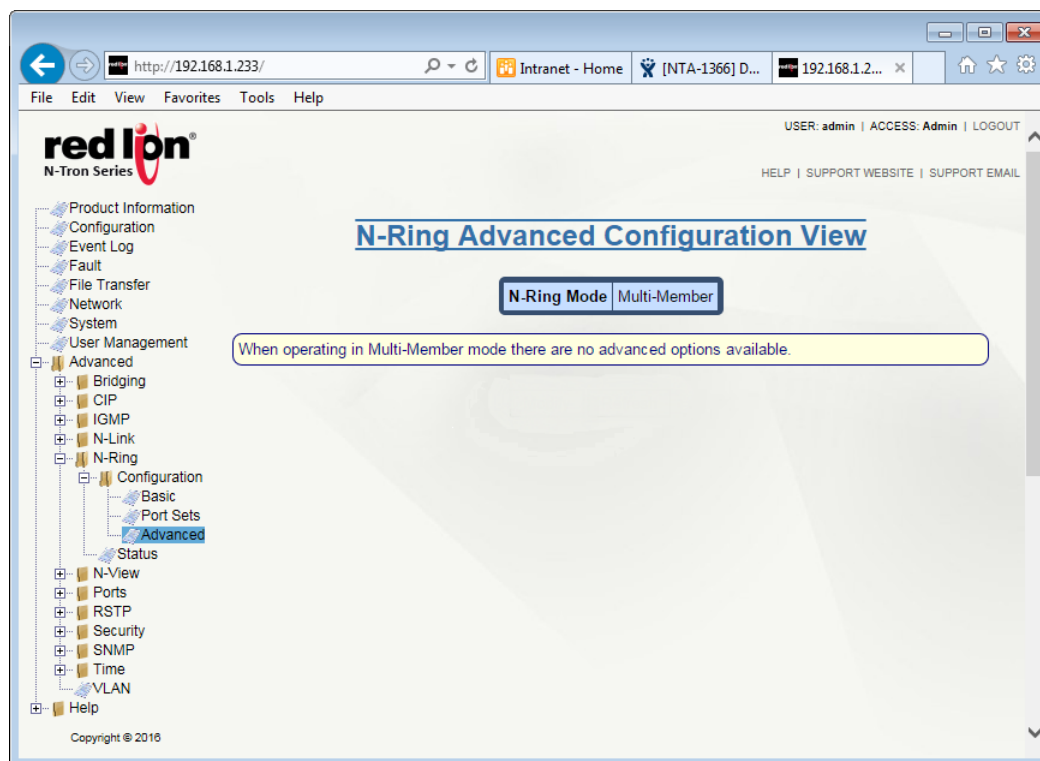 http://192.168.1.233/
Intranet - Home
[NTA-1366] D...
192.168.1.2...
File Edit View Favorites Tools Help
red lion®
N-Tron Series
USER: admin | ACCESS: Admin | LOGOUT
HELP | SUPPORT WEBSITE | SUPPORT EMAIL
Product Information
Configuration
Event Log
Fault
File Transfer
Network
System
User Management
Advanced
Bridging
CIP
IGMP
N-Link
N-Ring
Configuration
Basic
Port Sets
Advanced
Status
N-View
Ports
RSTP
Security
SNMP
Time
VLAN
Help
Copyright © 2016
N-Ring Advanced Configuration View
N-Ring Mode Multi-Member
When operating in Multi-Member mode there are no advanced options available.